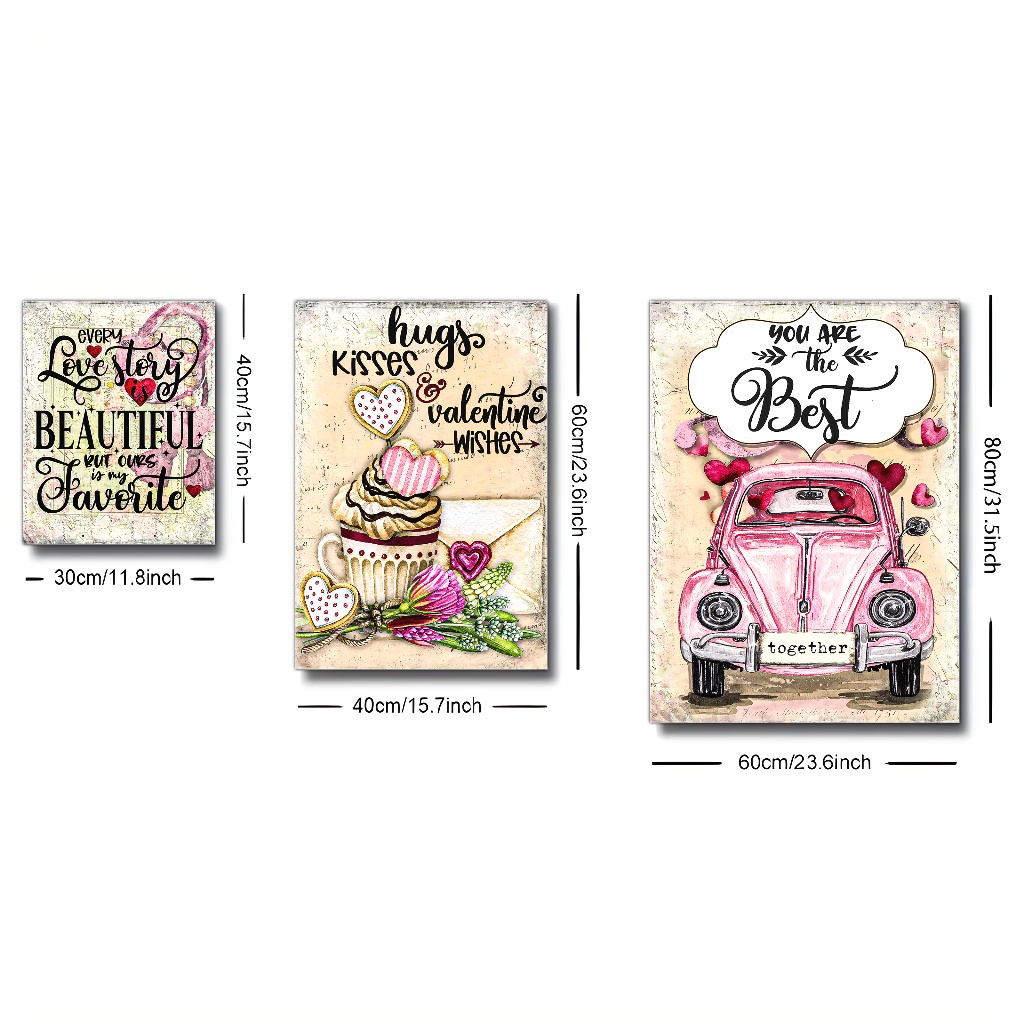 EVERY
Love story
is
BEAUTIFUL
BUT OURS
is my
Favorite
40cm/15.7inch
30cm/11.8inch
hugs
KISSES
&
valentine
WISHES
60cm/23.6inch
40cm/15.7inch
YOU ARE
the
Best
together
80cm/31.5inch
60cm/23.6inch